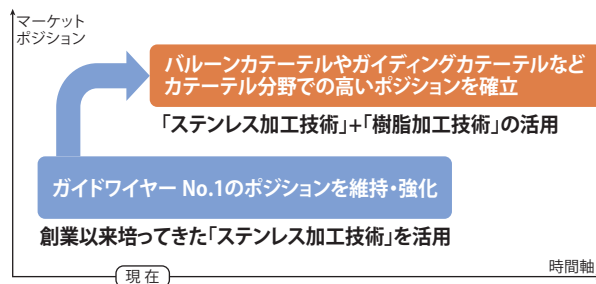 マーケット
ポジション
バルーンカテーテルやガイディングカテーテルなど
カテーテル分野での高いポジションを確立
「ステンレス加工技術」+「樹脂加工技術」の活用
ガイドワイヤー No.1のポジションを維持・強化
創業以来培ってきた「ステンレス加工技術」を活用
時間軸
現在